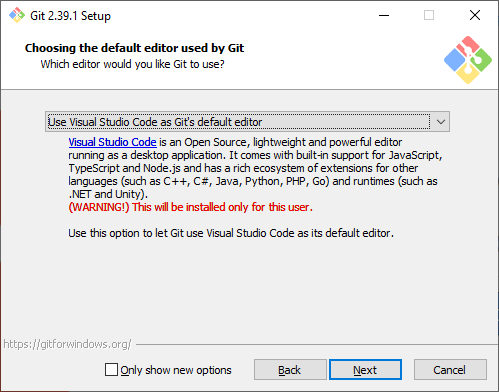 Git 2.39.1 Setup
Choosing the default editor used by Git
Which editor would you like Git to use?
Use Visual Studio Code as Git's default editor
Visual Studio Code is an Open Source, lightweight and powerful editor
running as a desktop application. It comes with built-in support for JavaScript,
TypeScript and Node.js and has a rich ecosystem of extensions for other
languages (such as C++, C#, Java, Python, PHP, Go) and runtimes (such as
.NET and Unity).
(WARNING!) This will be installed only for this user.
Use this option to let Git use Visual Studio Code as its default editor.
https://gitforwindows.org/
Only show new options
Back
Next
Cancel